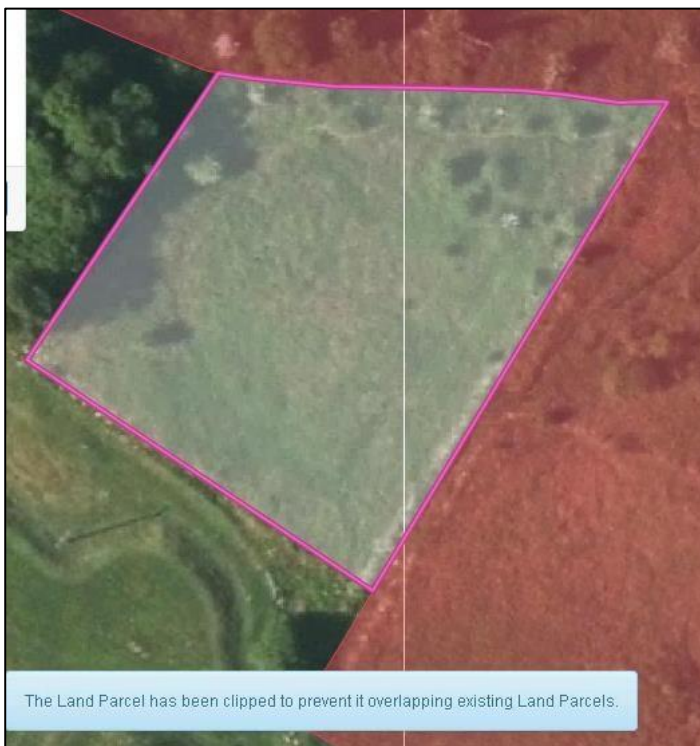 The Land Parcel has been clipped to prevent it overlapping existing Land Parcels.